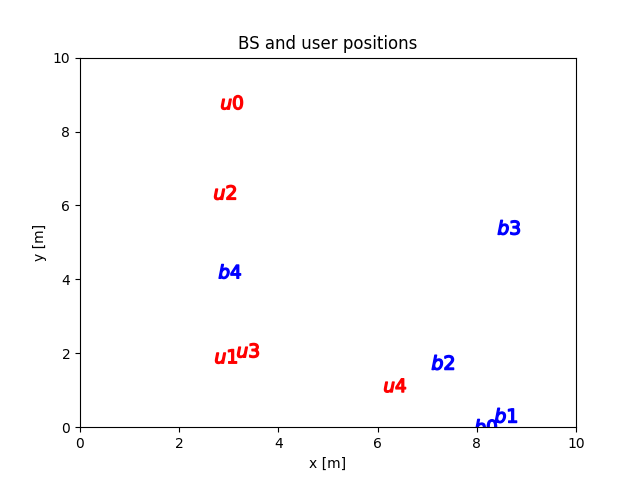 BS and user positions
10
u0
8
u2
6
b3
b4
4
y [m]
2
u1
u3
b2
u4
b1
b0
0
0 2 4 6 8 10
x [m]